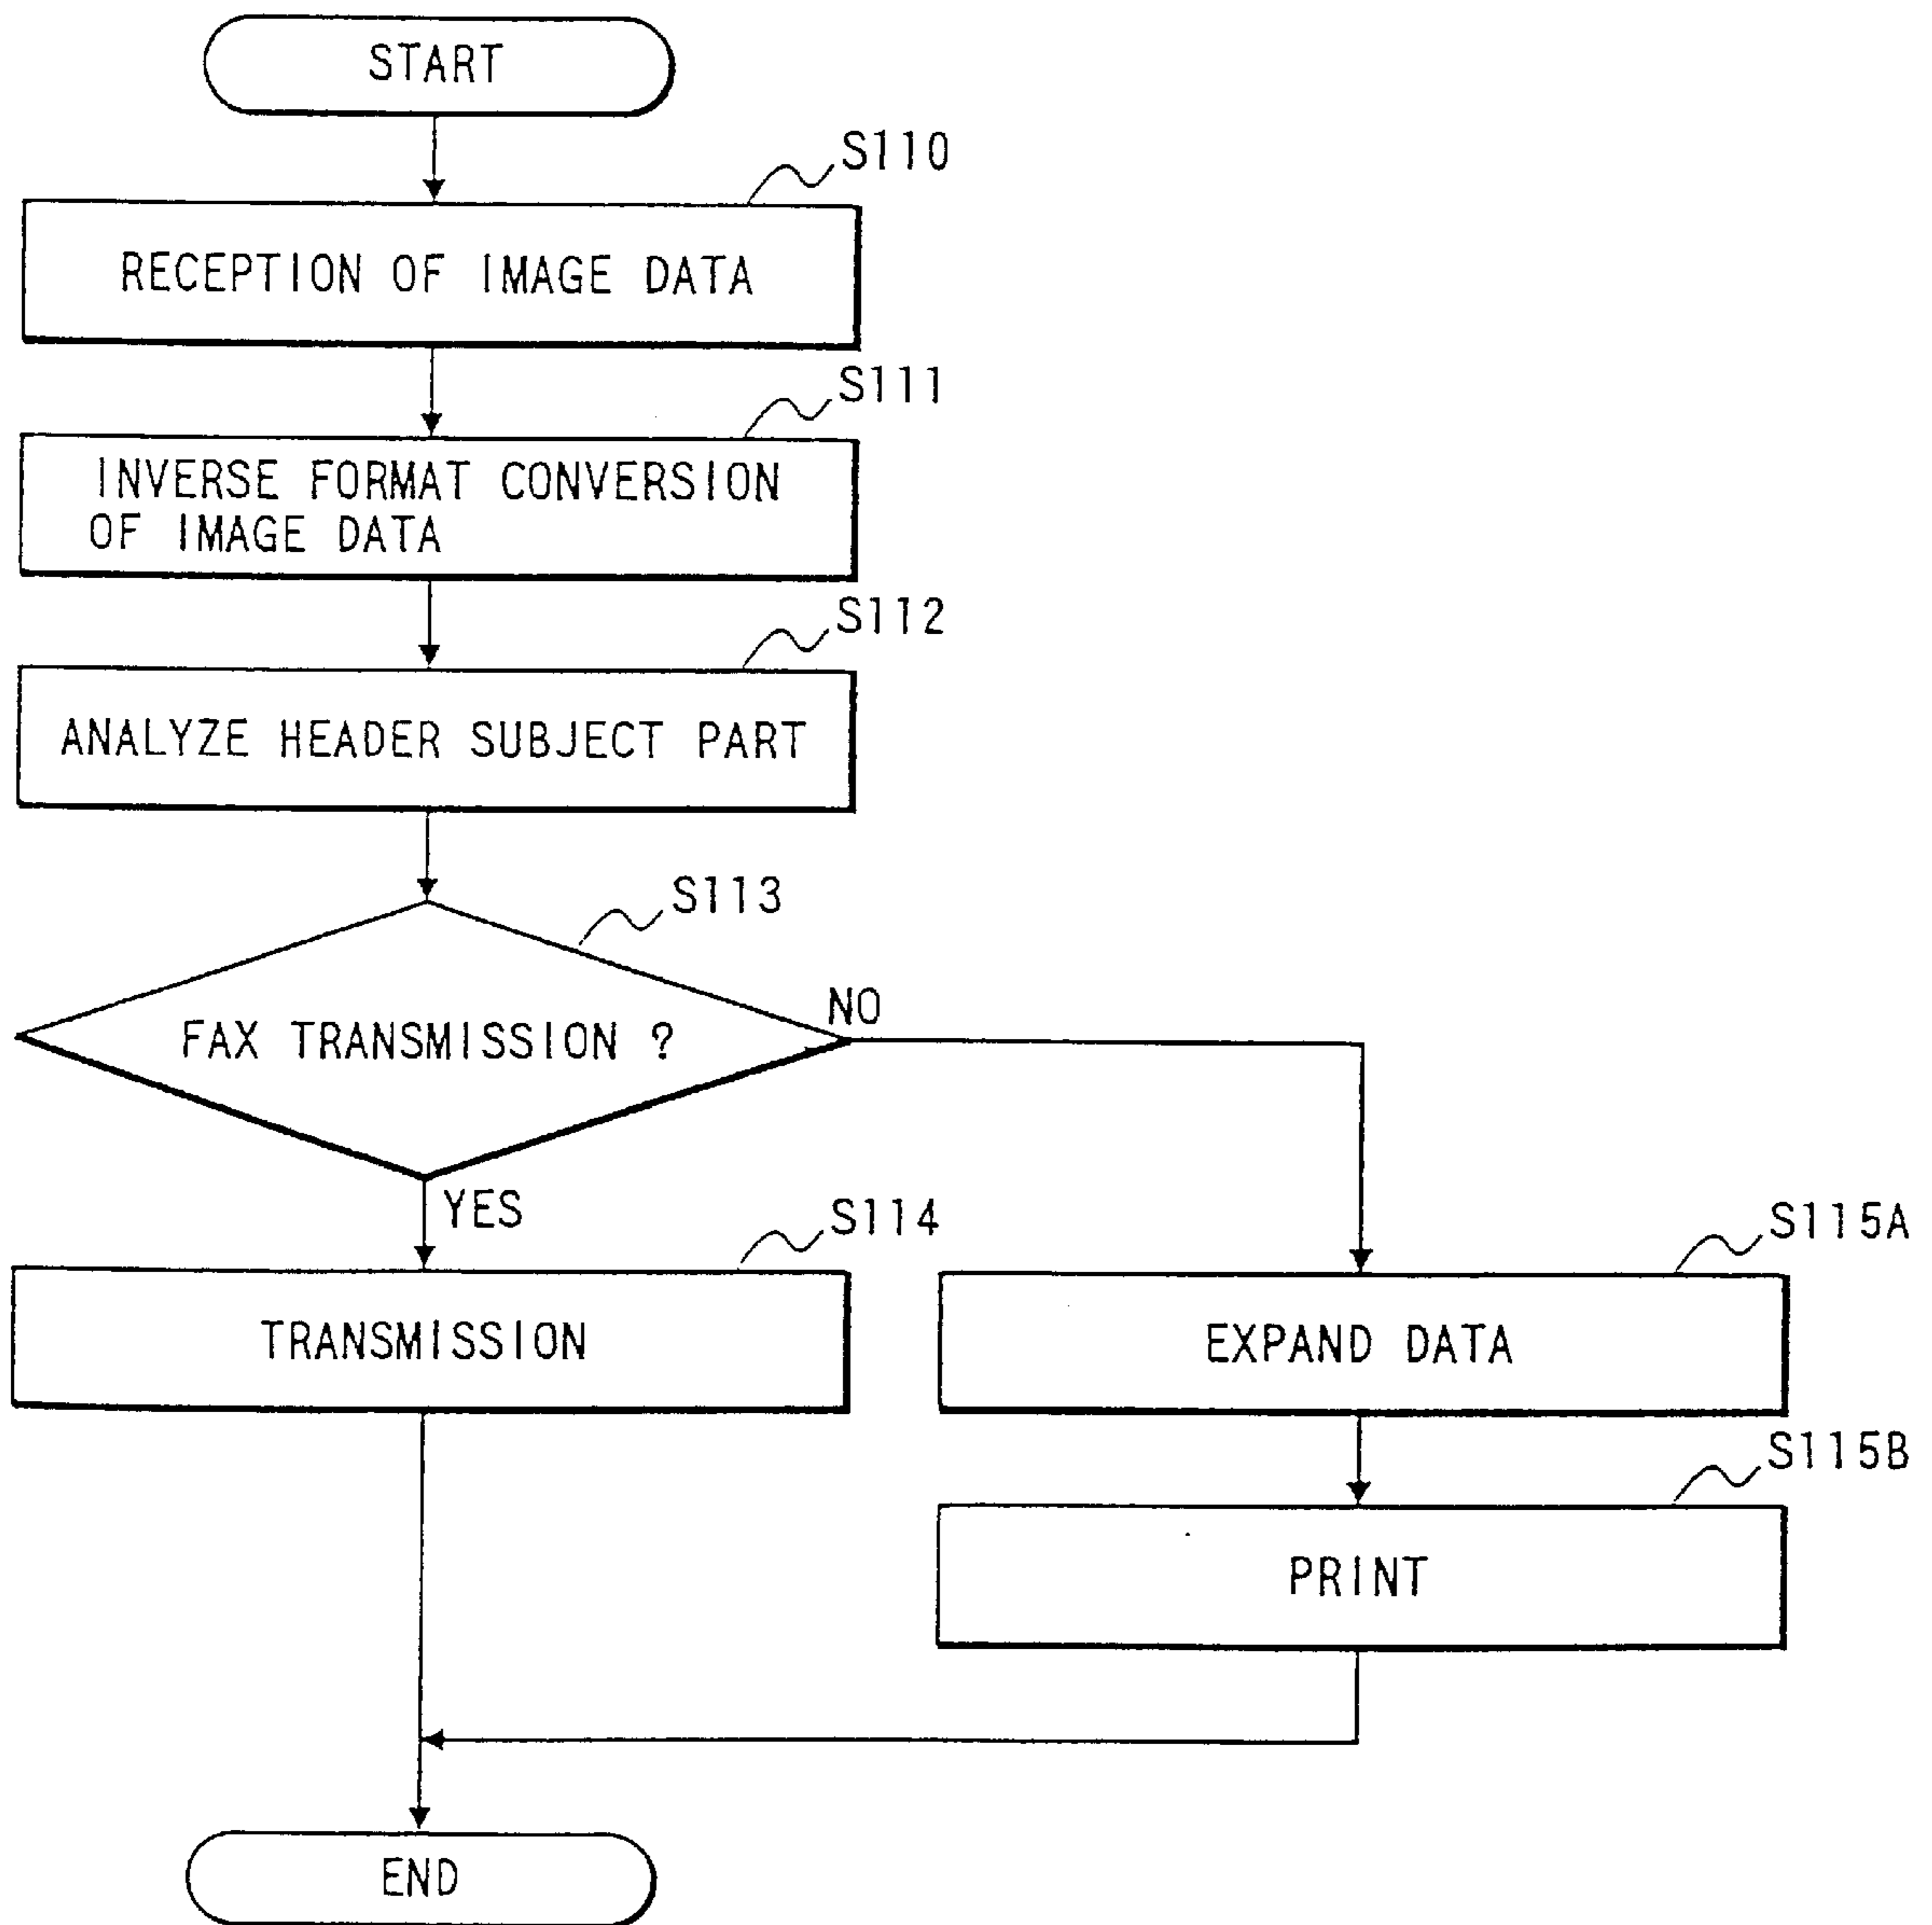 START
S110
RECEPTION OF IMAGE DATA
S111
INVERSE FORMAT CONVERSION
OF IMAGE DATA
S112
ANALYZE HEADER SUBJECT PART
S113
NO
FAX TRANSMISSION ?
YES
S114
S115A
TRANSMISSION
EXPAND DATA
S115B
PRINT
END